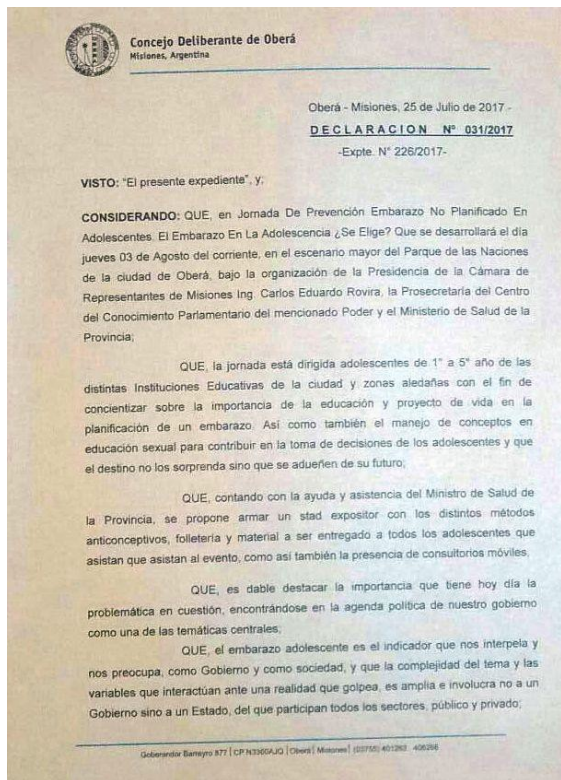 Concejo Deliberante de Oberá
Misiones, Argentina
Oberá - Misiones, 25 de Julio de 2017.-
DECLARACION Nº 031/2017
-Expte. N° 226/2017-
VISTO: "El presente expediente", y;
CONSIDERANDO: QUE, en Jornada De Prevención Embarazo No Planificado En
Adolescentes. El Embarazo En La Adolescencia ¿Se Elige? Que se desarrollará el día
jueves 03 de Agosto del corriente, en el escenario mayor del Parque de las Naciones
de la ciudad de Oberá, bajo la organización de la Presidencia de la Cámara de
Representantes de Misiones Ing. Carlos Eduardo Rovira, la Prosecretaría del Centro
del Conocimiento Parlamentario del mencionado Poder y el Ministerio de Salud de la
Provincia;
QUE, la jornada está dirigida adolescentes de 1° a 5° año de las
distintas Instituciones Educativas de la ciudad y zonas aledañas con el fin de
concientizar sobre la importancia de la educación y proyecto de vida en la
planificación de un embarazo. Así como también el manejo de conceptos en
educación sexual para contribuir en la toma de decisiones de los adolescentes y que
el destino no los sorprenda sino que se adueñen de su futuro;
QUE, contando con la ayuda y asistencia del Ministro de Salud de
la Provincia, se propone armar un stad expositor con los distintos métodos
anticonceptivos, folletería y material a ser entregado a todos los adolescentes que
asistan que asistan al evento, como así también la presencia de consultorios móviles,
QUE, es dable destacar la importancia que tiene hoy día la
problemática en cuestión, encontrándose en la agenda política de nuestro gobierno
como una de las temáticas centrales;
QUE, el embarazo adolescente es el indicador que nos interpela y
nos preocupa, como Gobierno y como sociedad, y que la complejidad del tema y las
variables que interactúan ante una realidad que golpea, es amplia e involucra no a un
Gobierno sino a un Estado, del que participan todos los sectores, público y privado;
Goberandor Barreyro 877 | CP N3360AJQ | Oberá | Misiones | (03755) 401263 406266